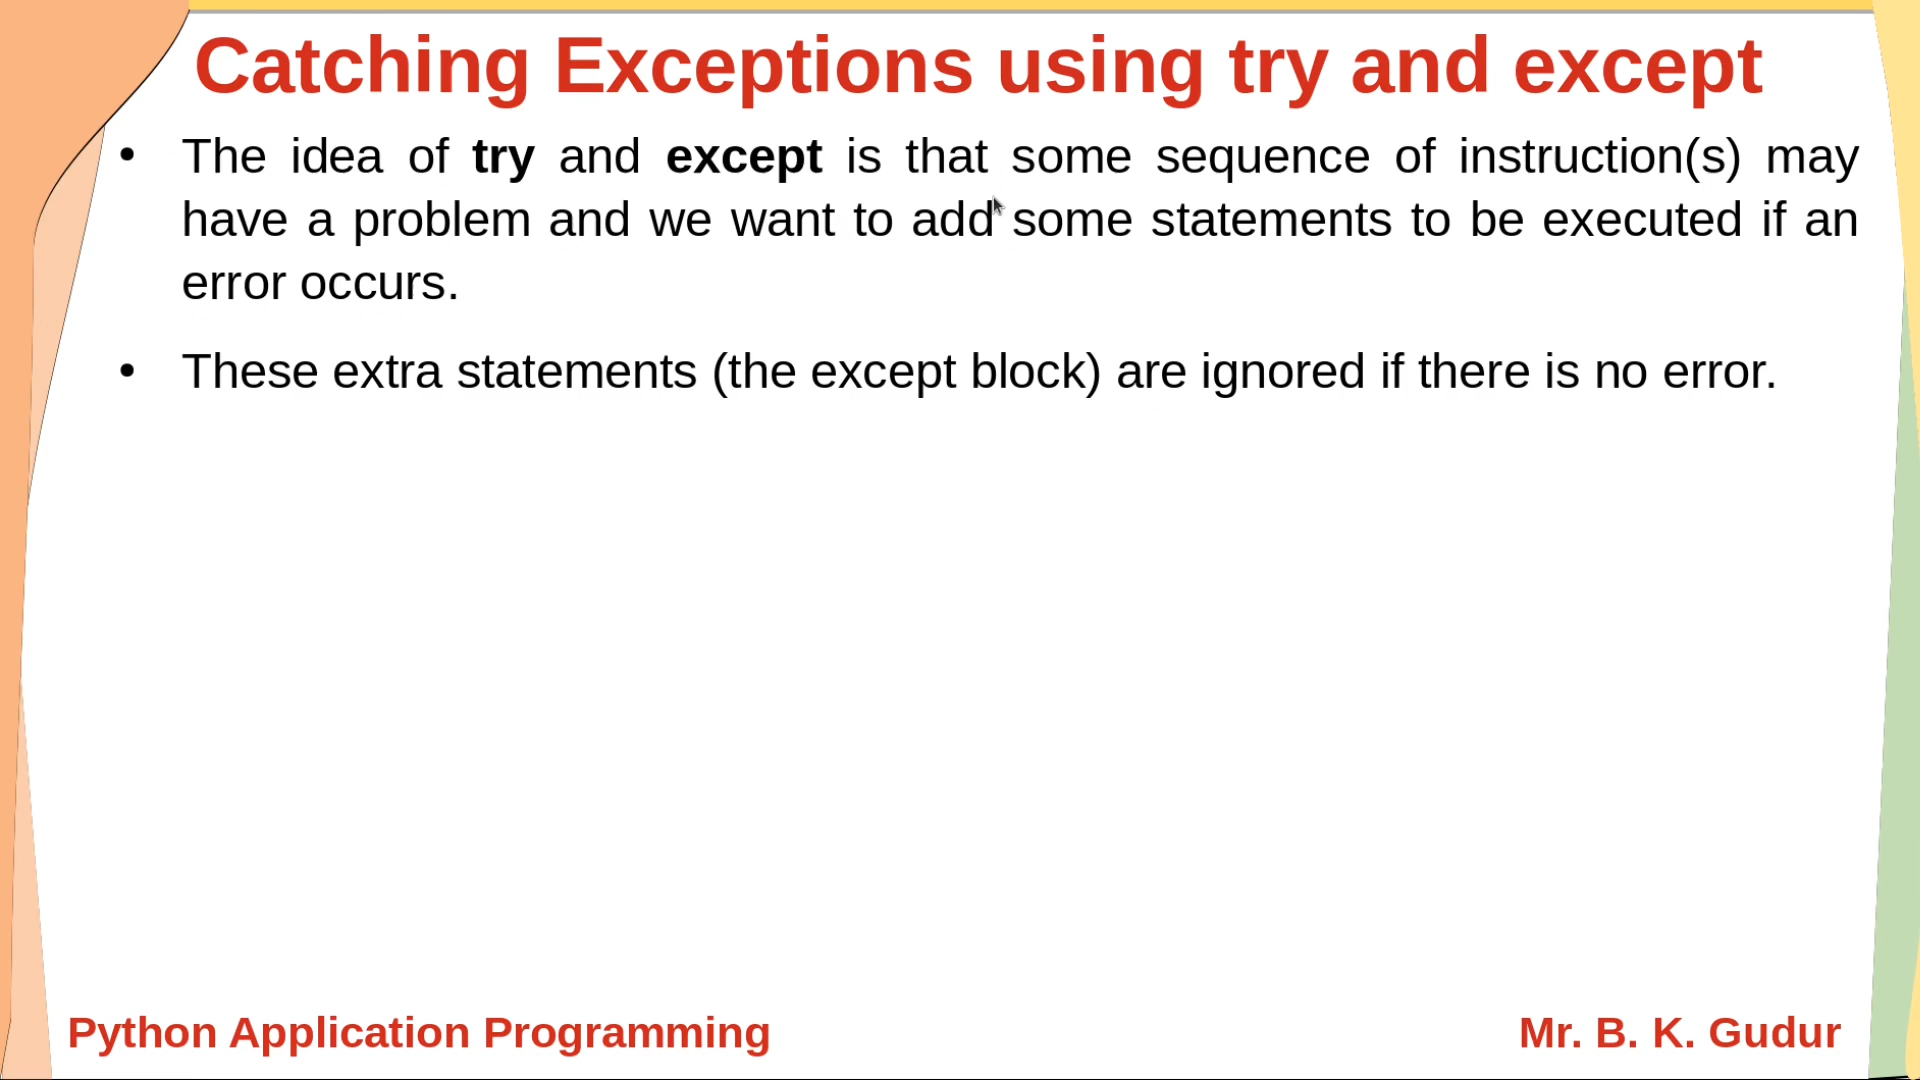 Catching Exceptions using try and except
• The idea of try and except is that some sequence of instruction(s) may
have a problem and we want to add some statements to be executed if an
error occurs.
• These extra statements (the except block) are ignored if there is no error.
Python Application Programming
Mr. B. K. Gudur